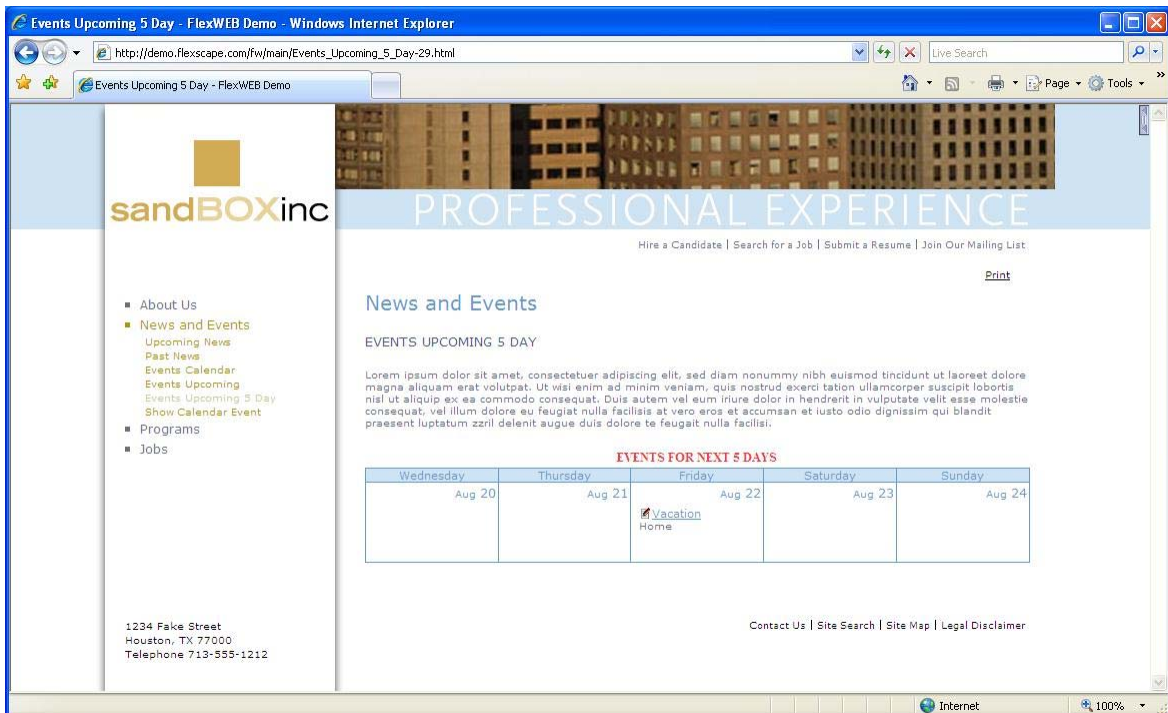 Events Upcoming 5 Day - FlexWEB Demo - Windows Internet Explorer
http://demo.flexscape.com/fw/main/Events_Upcoming_5_Day-29.html
Live Search
Events Upcoming 5 Day - FlexWEB Demo
Page
Tools
»
sandBOXinc
PROFESSIONAL EXPERIENCE
Hire a Candidate | Search for a Job | Submit a Resume | Join Our Mailing List
Print
About Us
News and Events
Upcoming News
Past News
Events Calendar
Events Upcoming
Events Upcoming 5 Day
Show Calendar Event
Programs
Jobs
News and Events
EVENTS UPCOMING 5 DAY
Lorem ipsum dolor sit amet, consectetuer adipiscing elit, sed diam nonummy nibh euismod tincidunt ut laoreet dolore
magna aliquam erat volutpat. Ut wisi enim ad minim veniam, quis nostrud exerci tation ullamcorper suscipit lobortis
nisl ut aliquip ex ea commodo consequat. Duis autem vel eum iriure dolor in hendrerit in vulputate velit esse molestie
consequat, vel illum dolore eu feugiat nulla facilisis at vero eros et accumsan et iusto odio dignissim qui blandit
praesent luptatum zzril delenit augue duis dolore te feugait nulla facilisi.
EVENTS FOR NEXT 5 DAYS
Wednesday Thursday Friday Saturday Sunday
Aug 20 Aug 21 Aug 22 Aug 23 Aug 24
Vacation
Home
1234 Fake Street
Houston, TX 77000
Telephone 713-555-1212
Contact Us | Site Search | Site Map | Legal Disclaimer
Internet
100%